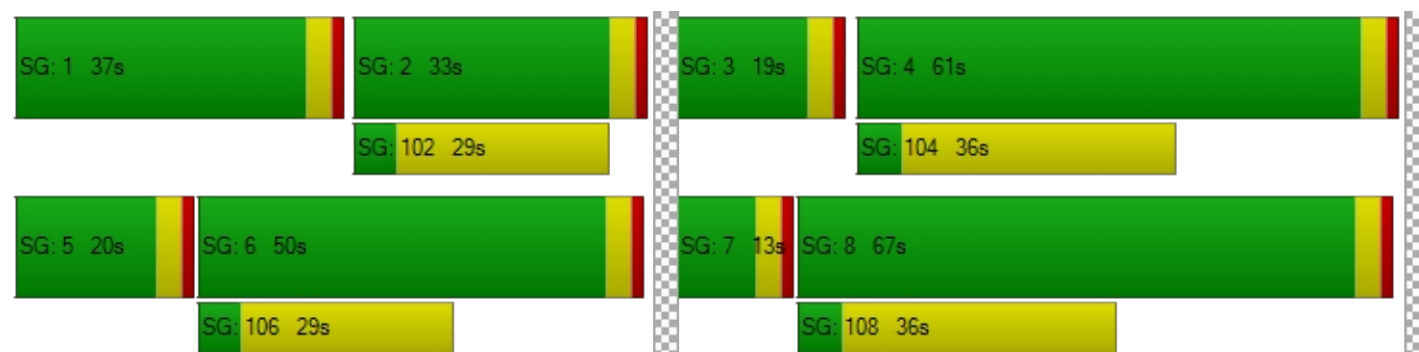 SG: 1 37s
SG: 2 33s
SG: 3 19s
SG: 4 61s
SG: 102 29s
SG: 104 36s
SG: 5 20s
SG: 6 50s
SG: 7 13s
SG: 8 67s
SG: 106 29s
SG: 108 36s